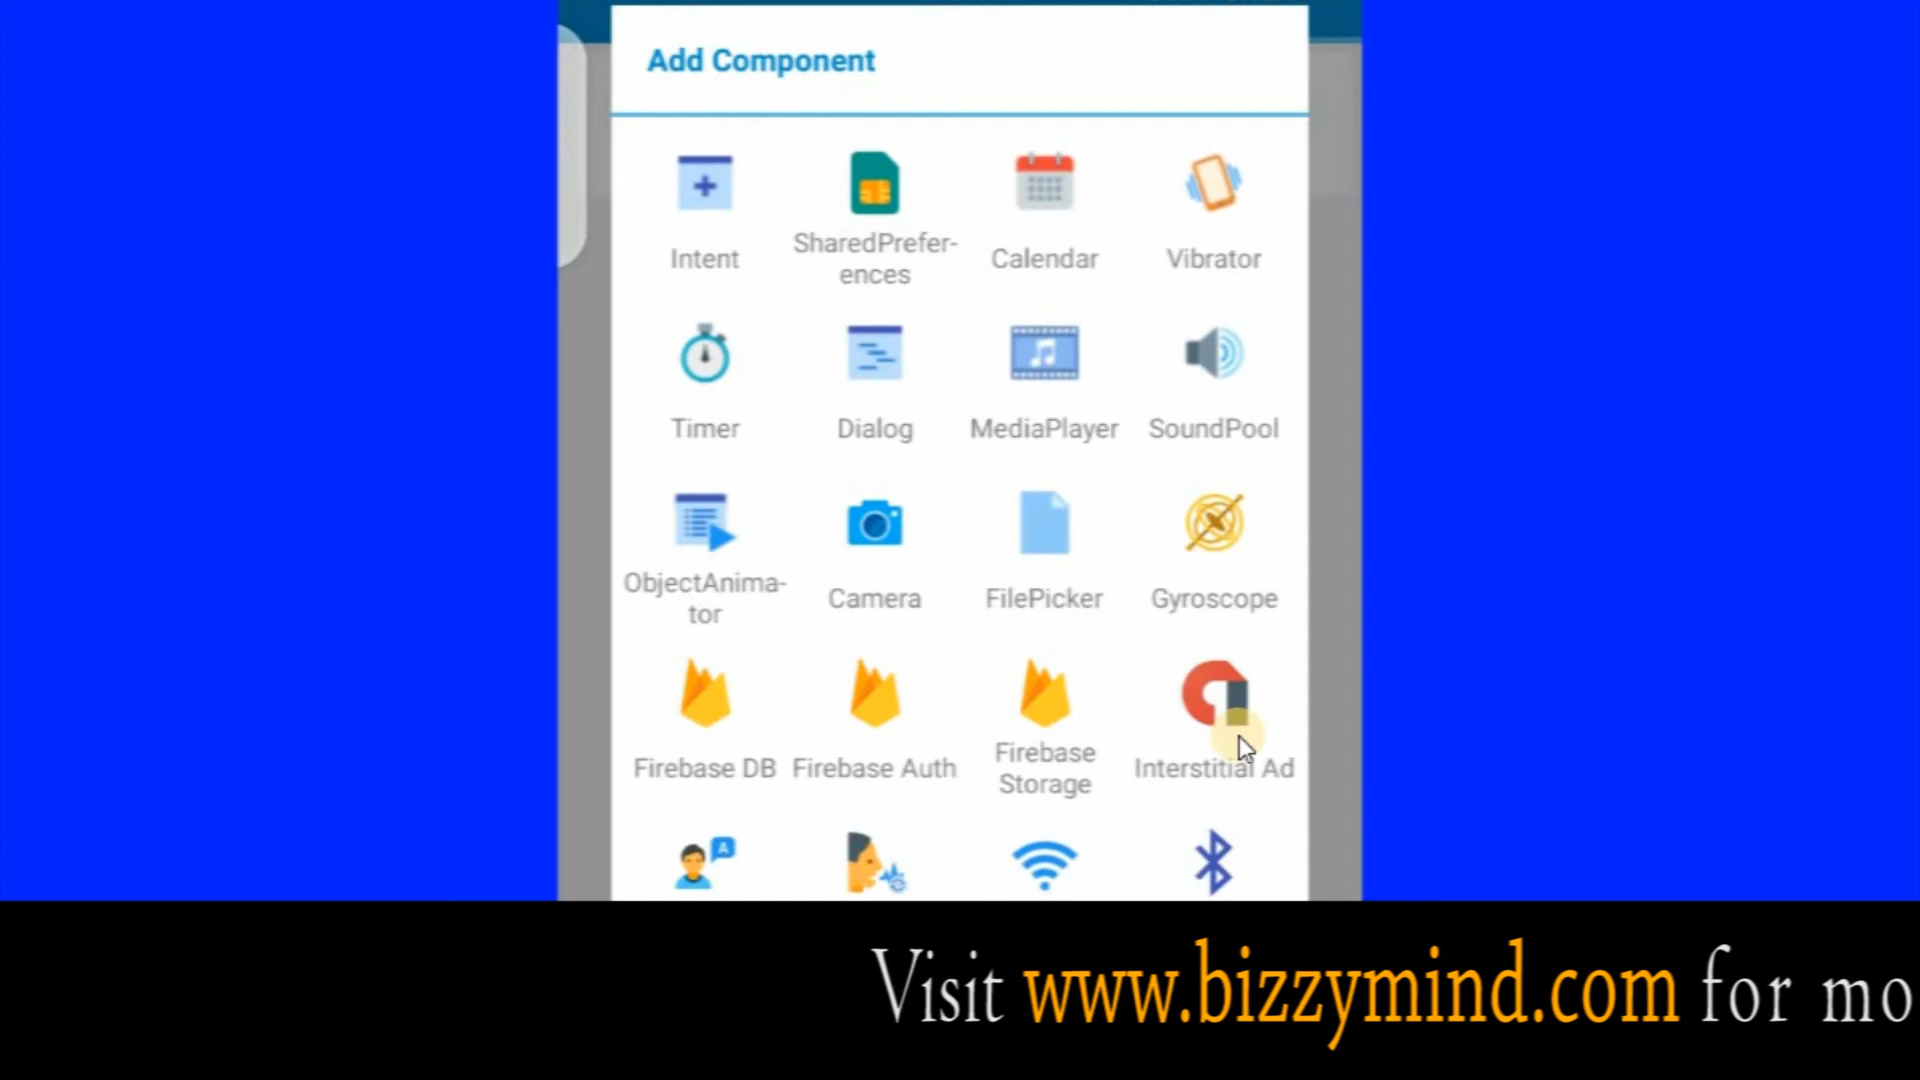 Add Component
Intent
SharedPrefer-
ences
Calendar
Vibrator
Timer
Dialog
MediaPlayer
SoundPool
ObjectAnima-
tor
Camera
FilePicker
Gyroscope
Firebase DB
Firebase Auth
Firebase
Storage
Interstitial Ad
A
Visit www.bizzymind.com for mo